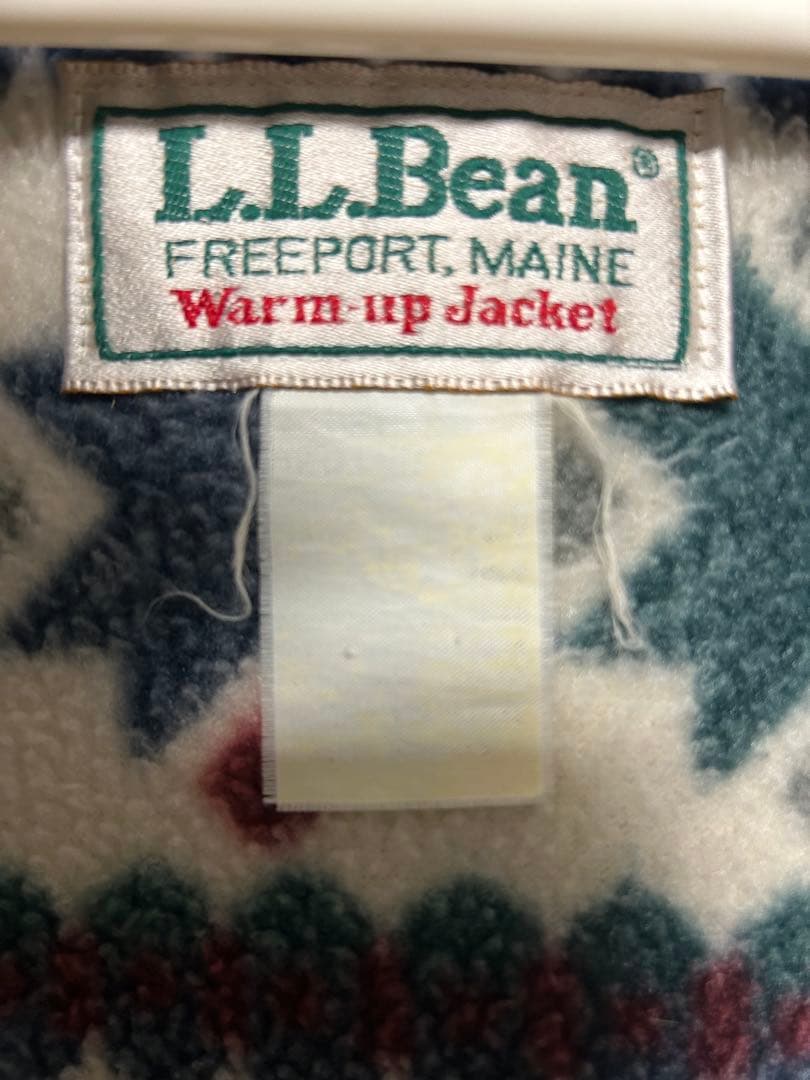 L.L.Bean®
FREEPORT, MAINE
Warm-up Jacket